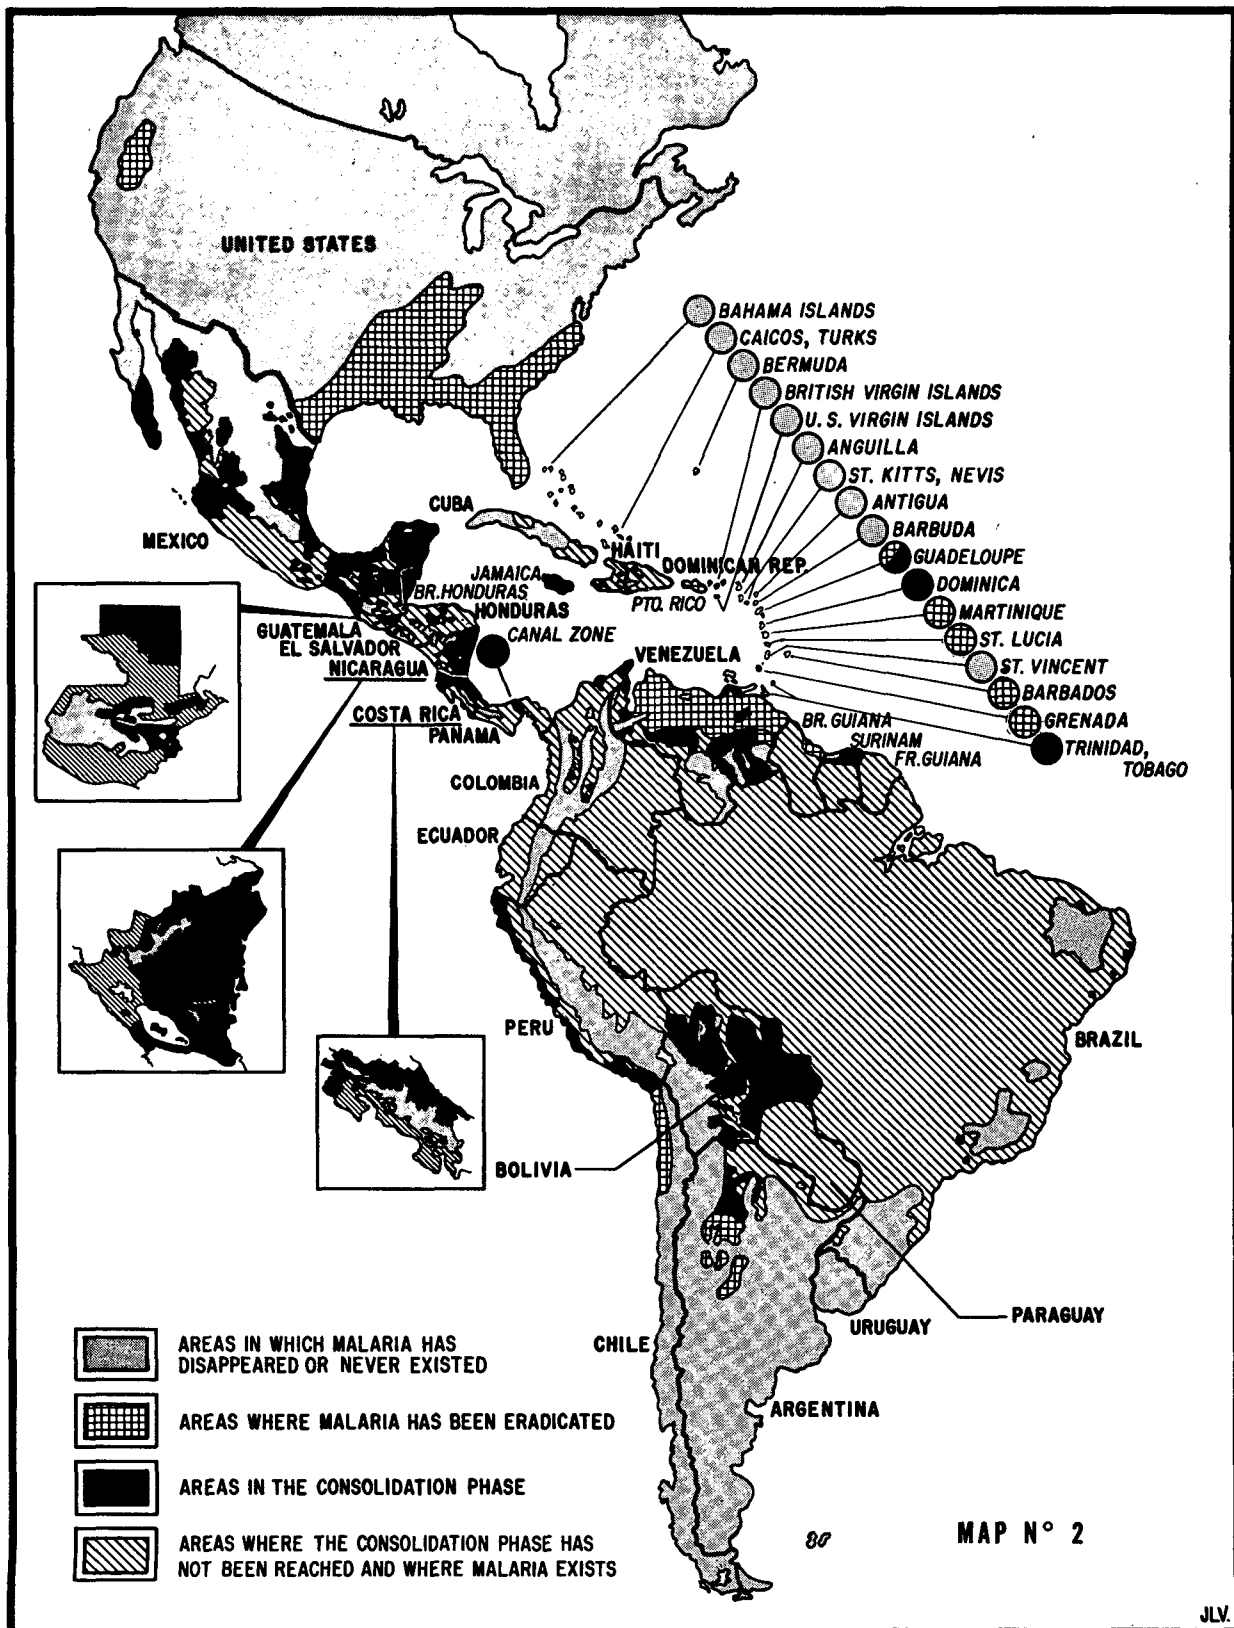 UNITED STATES
BAHAMA ISLANDS
CAICOS, TURKS
BERMUDA
BRITISH VIRGIN ISLANDS
U. S. VIRGIN ISLANDS
ANGUILLA
ST. KITTS, NEVIS
ANTIGUA
BARBUDA
GUADELOUPE
DOMINICA
MARTINIQUE
ST. LUCIA
ST. VINCENT
BARBADOS
GRENADA
TRINIDAD,
TOBAGO
CUBA
MEXICO
HAITI
DOMINICAR REP.
JAMAICA
BR. HONDURAS
PTO. RICO
HONDURAS
GUATEMALA
EL SALVADOR
CANAL ZONE
NICARAGUA
VENEZUELA
COSTA RICA
PANAMA
BR. GUIANA
SURINAM
FR. GUIANA
COLOMBIA
ECUADOR
PERU
BRAZIL
BOLIVIA
PARAGUAY
URUGUAY
CHILE
ARGENTINA
AREAS IN WHICH MALARIA HAS
DISAPPEARED OR NEVER EXISTED
AREAS WHERE MALARIA HAS BEEN ERADICATED
AREAS IN THE CONSOLIDATION PHASE
AREAS WHERE THE CONSOLIDATION PHASE HAS
NOT BEEN REACHED AND WHERE MALARIA EXISTS
MAP N° 2
JLV.